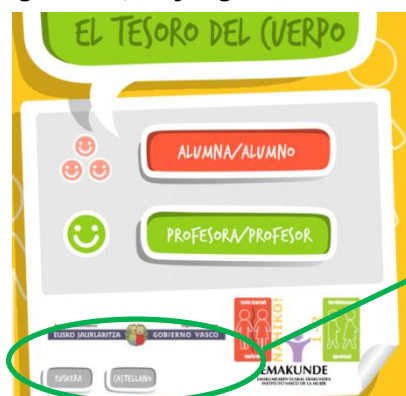 EL TESORO DEL CUERPO
ALUMNA/ALUMNO
PROFESORA/PROFESOR
EUSKO JAURLARITZA GOBIERNO VASCO
NAHIKO!
EMAKUNDE
EMAKUMEAREN EUSKAL ERAKUNDEA
INSTITUTO VASCO DE LA MUJER
EUSKERA CASTELLANO